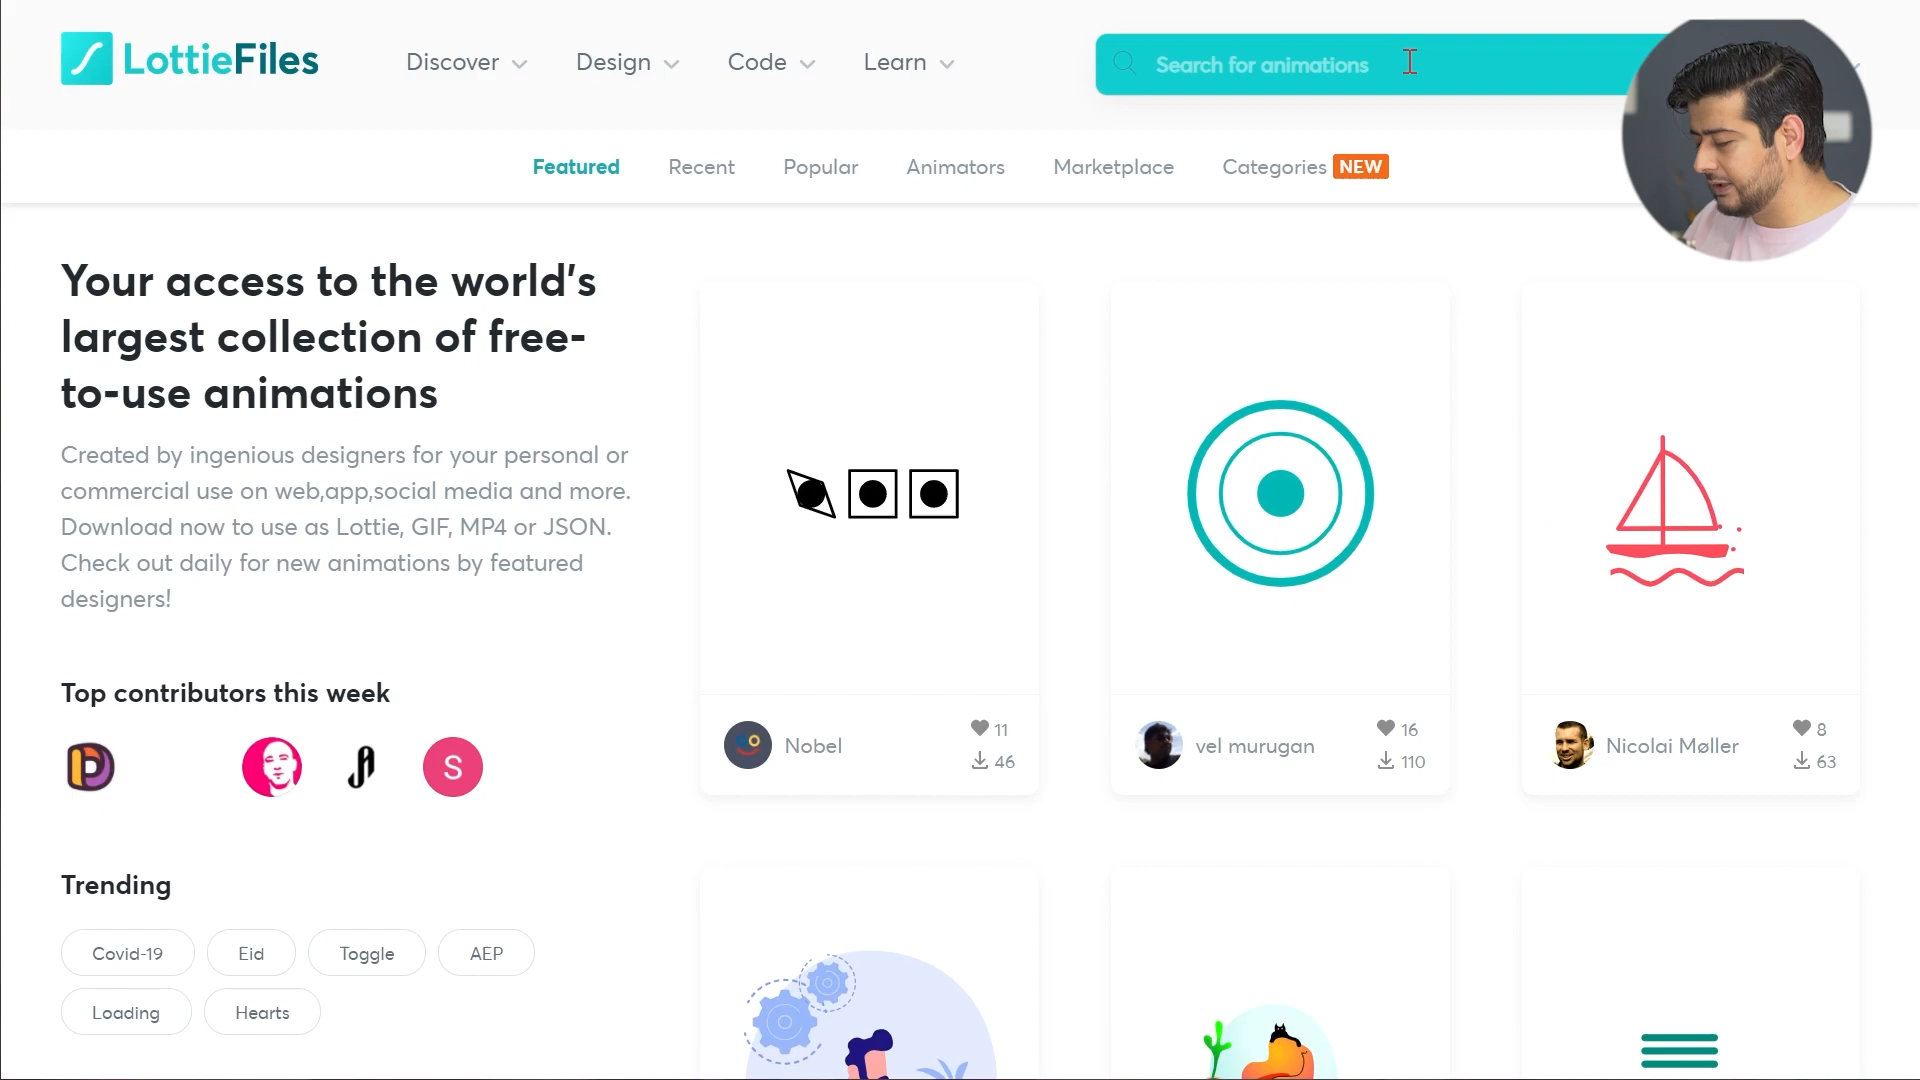 LottieFiles
Discover
Design
Code
Learn
Search for animations
Featured
Recent
Popular
Animators
Marketplace
Categories NEW
Your access to the world's
largest collection of free-
to-use animations
Created by ingenious designers for your personal or
commercial use on web,app,social media and more.
Download now to use as Lottie, GIF, MP4 or JSON.
Check out daily for new animations by featured
designers!
Top contributors this week
S
Trending
Covid-19
Eid
Toggle
AEP
Loading
Hearts
Nobel
11
46
vel murugan
16
110
Nicolai Møller
8
63